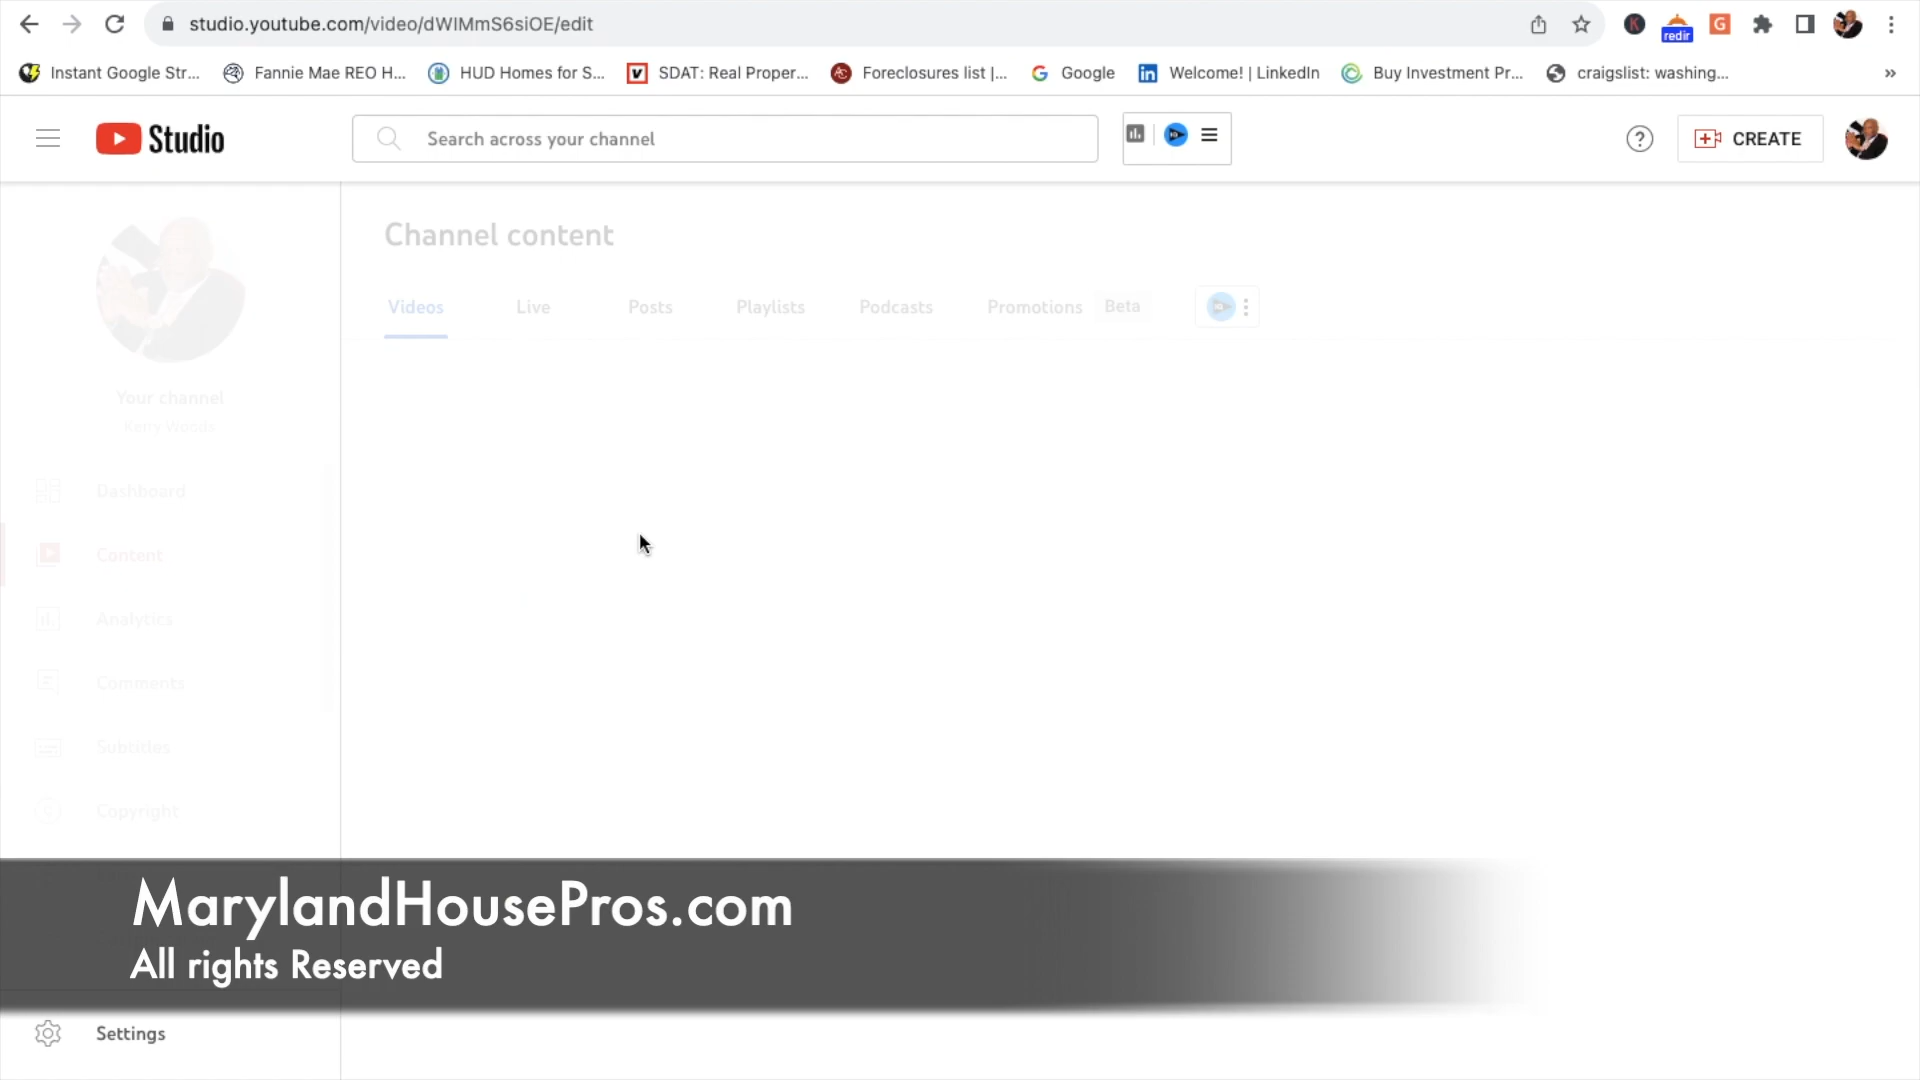 studio.youtube.com/video/dWIMmS6siOE/edit
redir
Instant Google Str... Fannie Mae REO H... HUD Homes for S... SDAT: Real Proper... Foreclosures list |... Google Welcome! | LinkedIn Buy Investment Pr... craigslist: washing... »
Studio
Search across your channel
CREATE
Channel content
Videos Live Posts Playlists Podcasts Promotions Beta
Your channel
Kerry Woods
Dashboard
Content
Analytics
Comments
Subtitles
Copyright
MarylandHousePros.com
All rights Reserved
Settings